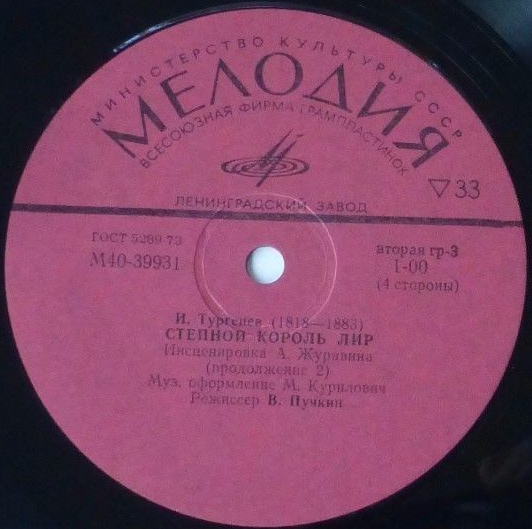 МИНИСТЕРСТВО КУЛЬТУРЫ СССР
МЕЛОДИЯ
ВСЕСОЮЗНАЯ ФИРМА ГРАМПЛАСТИНОК
ЛЕНИНГРАДСКИЙ ЗАВОД
▽33
ГОСТ 5289-73
М40-39931
вторая гр-3
1-00
(4 стороны)
И. Тургенев (1818—1883)
СТЕПНОЙ КОРОЛЬ ЛИР
Инсценировка А. Журавина
(продолжение 2)
Муз. оформление М. Курилович
Режиссер В. Пучкин